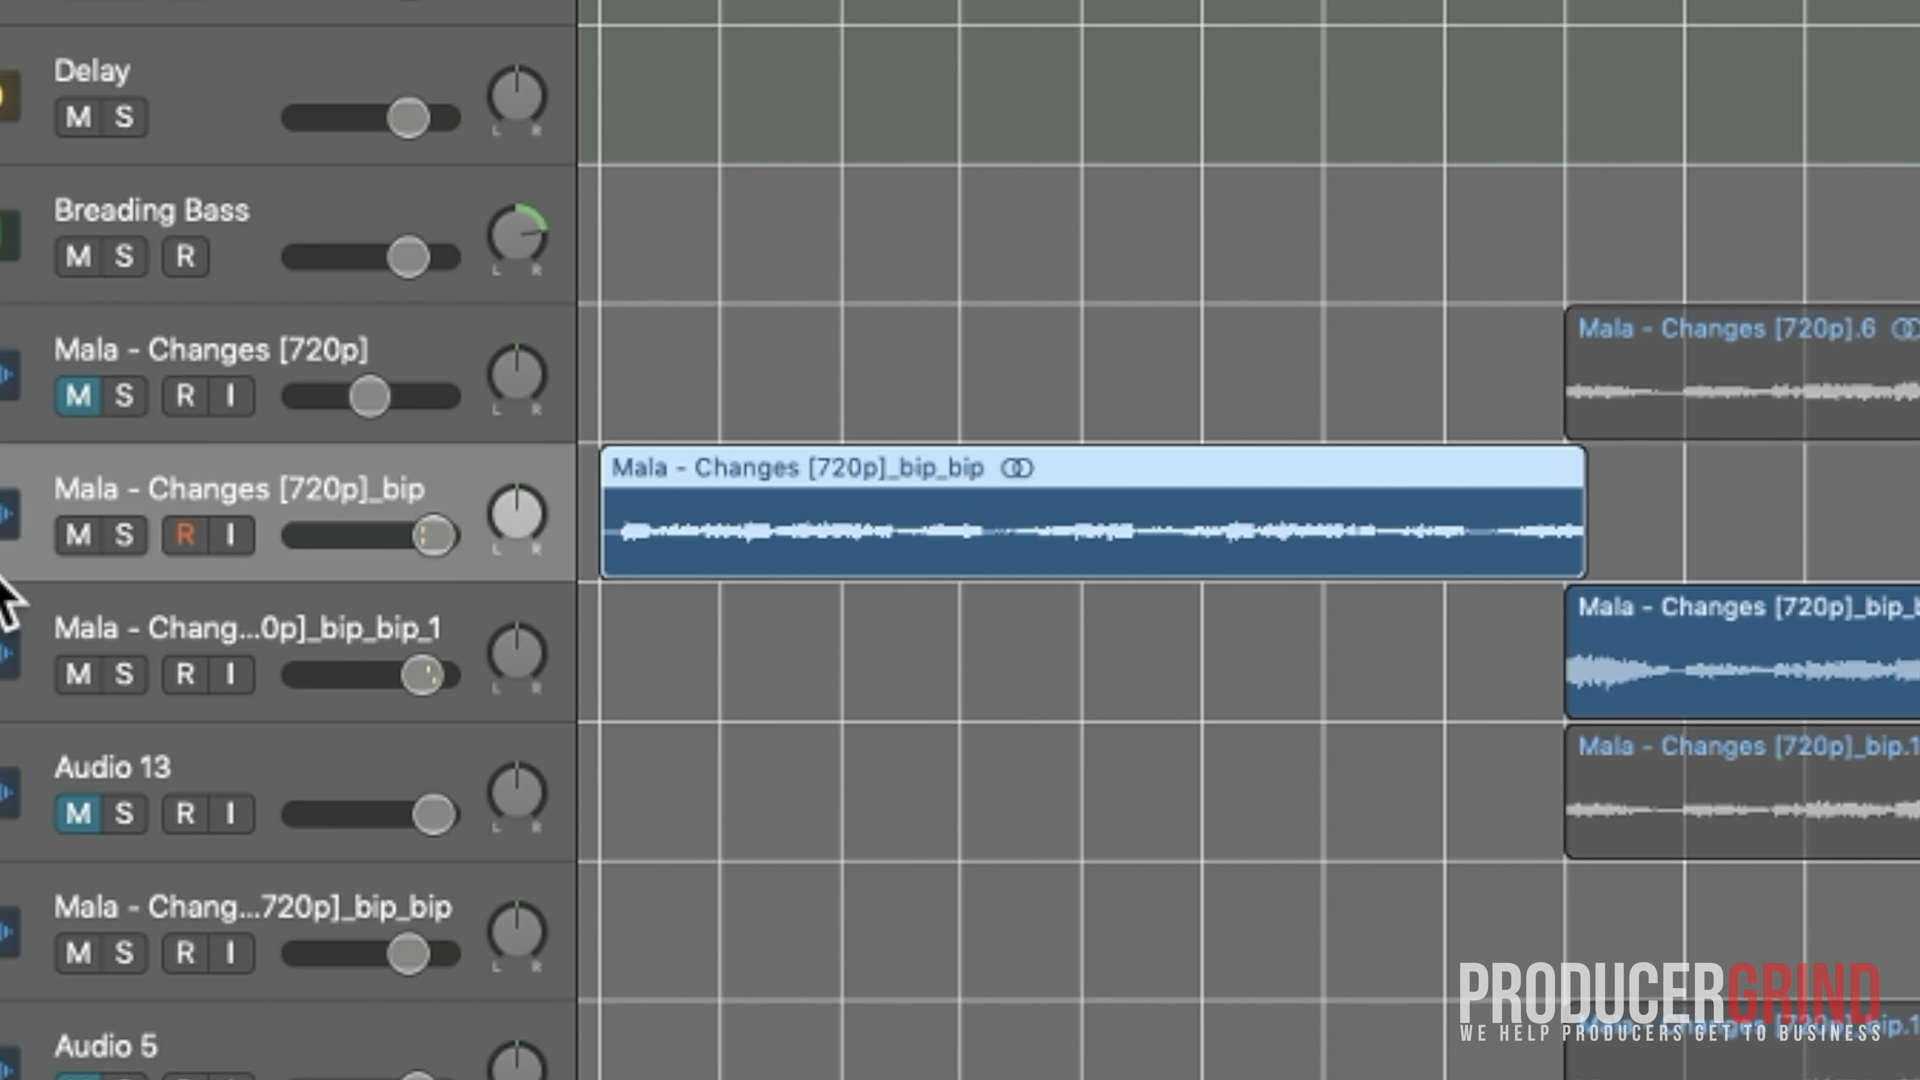 Delay
M S
L R
Breading Bass
M S R
L R
Mala - Changes [720p]
M S R I
L R
Mala - Changes [720p].6
Mala - Changes [720p]_bip
M S R I
L R
Mala - Changes [720p]_bip_bip
Mala - Chang...0p]_bip_bip_1
M S R I
L R
Mala - Changes [720p]_bip_b
Audio 13
M S R I
L R
Mala - Changes [720p]_bip.1
Mala - Chang...720p]_bip_bip
M S R I
L R
Audio 5
PRODUCERGRIND
WE HELP PRODUCERS GET TO BUSINESS